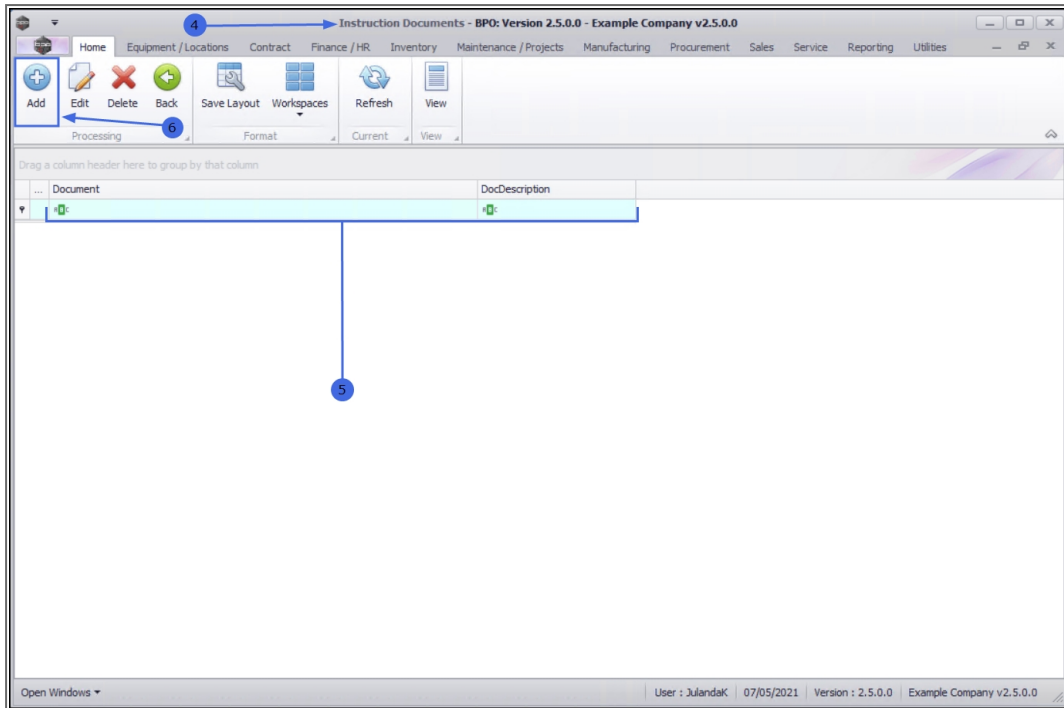 4
Instruction Documents - BPO: Version 2.5.0.0 - Example Company v2.5.0.0
Home Equipment / Locations Contract Finance / HR Inventory Maintenance / Projects Manufacturing Procurement Sales Service Reporting Utilities
Add Edit Delete Back Save Layout Workspaces Refresh View
6
Processing Format Current View
Drag a column header here to group by that column
... Document DocDescription
5
Open Windows User : JulandaK 07/05/2021 Version : 2.5.0.0 Example Company v2.5.0.0